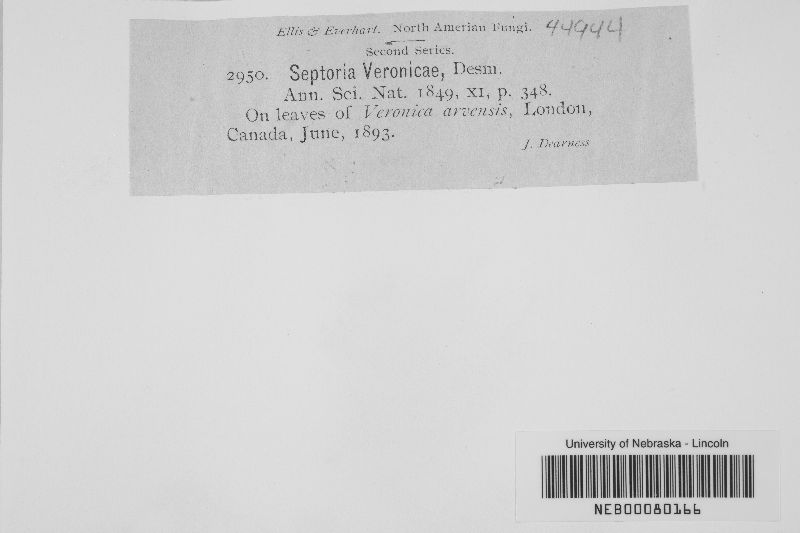 Ellis & Everhart. North Amerian Fungi. 44944
Second Series.
2950. Septoria Veronicae, Desm.
Ann. Sci. Nat. 1849, XI, p. 348.
On leaves of Veronica arvensis, London,
Canada, June, 1893.
J. Dearness
University of Nebraska - Lincoln
NEB00080166